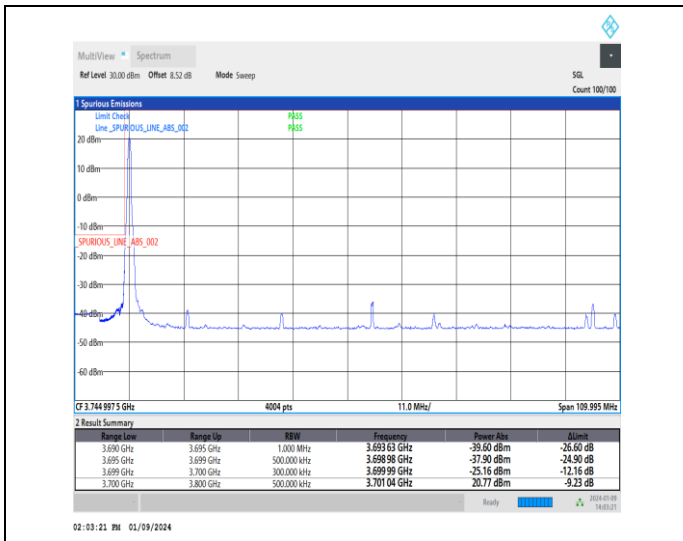 MultiView Spectrum
Ref Level 30.00 dBm Offset 8.52 dB Mode Sweep SGL
Count 100/100
1 Spurious Emissions
Limit Check PASS
Line _SPURIOUS_LINE_ABS_002 PASS
20 dBm
10 dBm
0 dBm
-10 dBm
_SPURIOUS_LINE_ABS_002
-20 dBm
-30 dBm
-40 dBm
-50 dBm
-60 dBm
CF 3.744 997 5 GHz 4004 pts 11.0 MHz/ Span 109.995 MHz
2 Result Summary
Range Low Range Up RBW Frequency Power Abs ΔLimit
3.690 GHz 3.695 GHz 1.000 MHz 3.693 63 GHz -39.60 dBm -26.60 dB
3.695 GHz 3.699 GHz 500.000 kHz 3.698 98 GHz -37.90 dBm -24.90 dB
3.699 GHz 3.700 GHz 300.000 kHz 3.699 99 GHz -25.16 dBm -12.16 dB
3.700 GHz 3.800 GHz 500.000 kHz 3.701 04 GHz 20.77 dBm -9.23 dB
Ready 2024-01-09
14:03:21
02:03:21 PM 01/09/2024